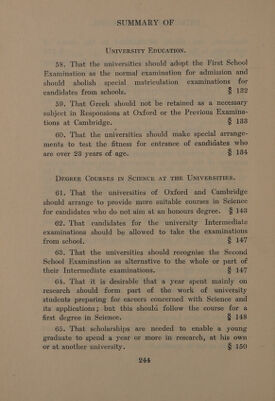 SUMMARY OF
UNIVERSITY EDUCATION.
58. That the universities should adopt the First School
Examination as the normal examination for admission and
should abolish special matriculation examinations for
candidates from schools. § 132
59. That Greek should not be retained as a necessary
subject in Responsions at Oxford or the Previous Examina-
tions at Cambridge. § 133
60. That the universities should make special arrange-
ments to test the fitness for entrance of candidates who
are over 23 years of age. § 134
DEGREE COURSES IN SCIENCE AT THE UNIVERSITIES.
61. That the universities of Oxford and Cambridge
should arrange to provide more suitable courses in Science
for candidates who do not aim at an honours degree. § 143
62. That candidates for the university Intermediate
examinations should be allowed to take the examinations
from school. § 147
63. That the universities should recognise the Second
School Examination as alternative to the whole or part of
their Intermediate examinations. § 147
64. That it is desirable that a year spent mainly on
research should form part of the work of university
students preparing for careers concerned with Science and
its applications; but this should follow the course for a
first degree in Science. § 148
65. That scholarships are needed to enable a young
graduate to spend a year or more in research, at his own
or at another university. § 150
244